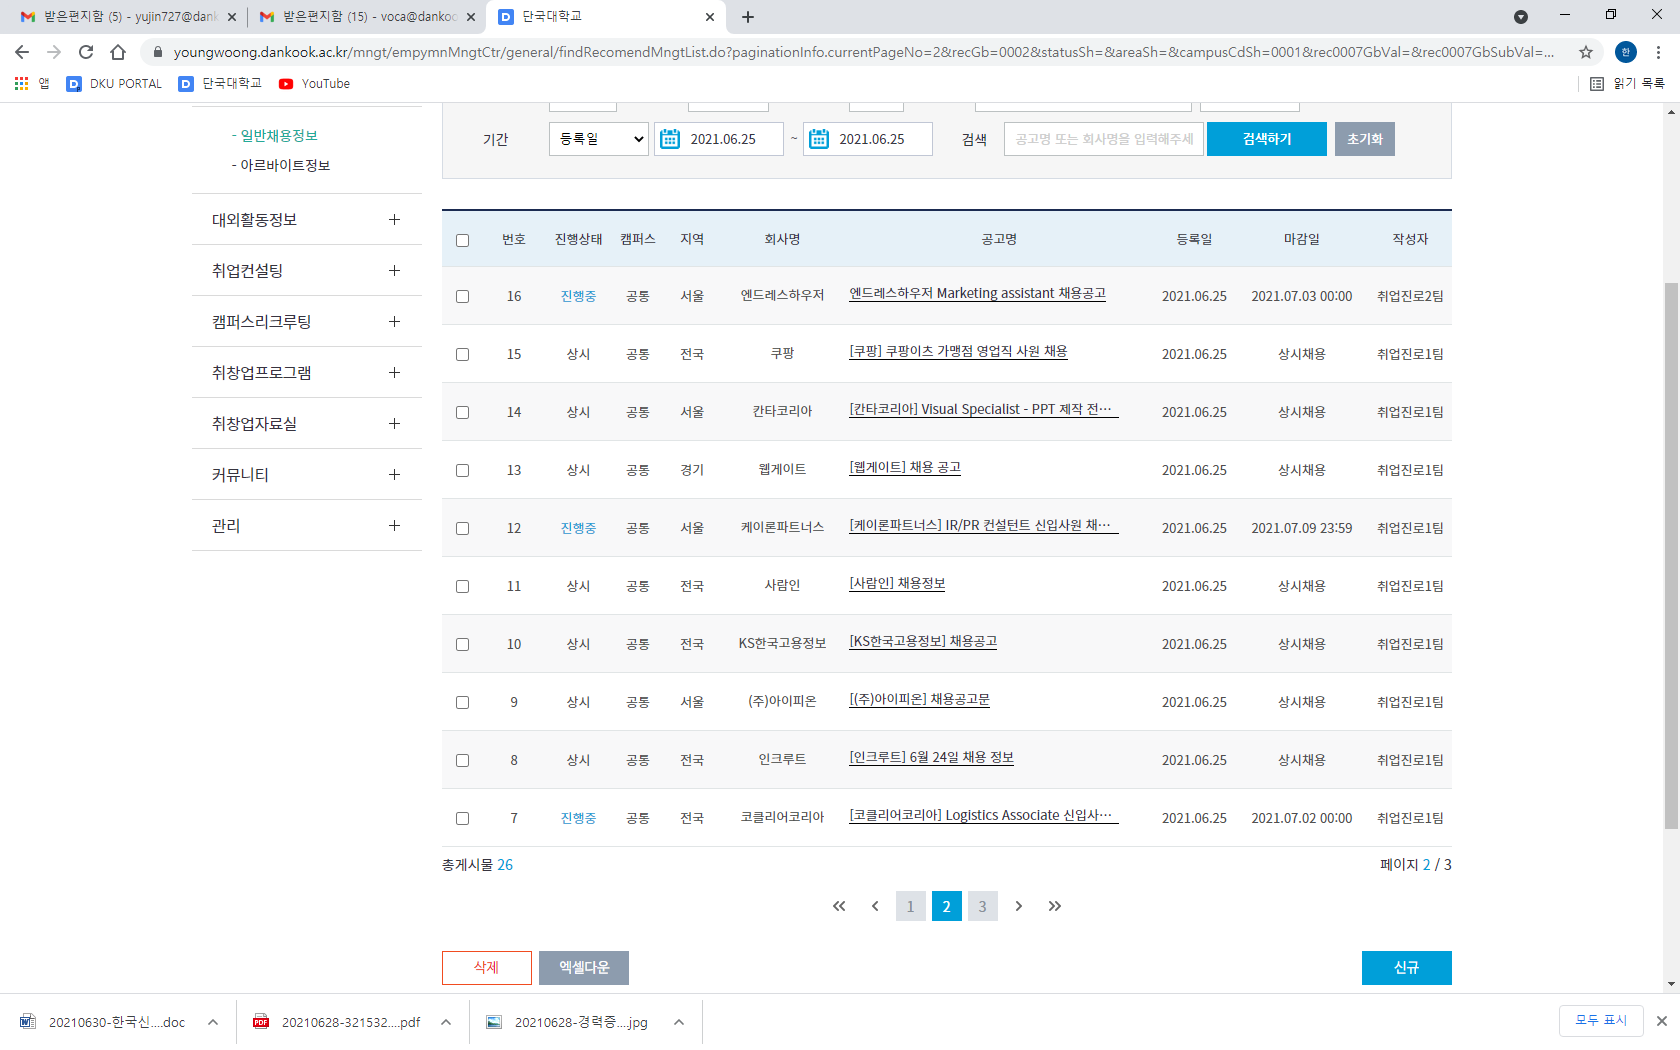 받은편지함 (5) - yujin727@dank
받은편지함 (15) - voca@dankoo
단국대학교
youngwoong.dankook.ac.kr/mngt/empymnMngtCtr/general/findRecomendMngtList.do?paginationInfo.currentPageNo=2&recGb=0002&statusSh=&areaSh=&campusCdSh=0001&rec0007GbVal=&rec0007GbSubVal=...
한
앱 DKU PORTAL 단국대학교 YouTube 읽기 목록
- 일반채용정보
- 아르바이트정보
대외활동정보 +
취업컨설팅 +
캠퍼스리크루팅 +
취창업프로그램 +
취창업자료실 +
커뮤니티 +
관리 +
기간 등록일 2021.06.25 ~ 2021.06.25 검색 공고명 또는 회사명을 입력해주세 검색하기 초기화
번호 진행상태 캠퍼스 지역 회사명 공고명 등록일 마감일 작성자
16 진행중 공통 서울 엔드레스하우저 엔드레스하우저 Marketing assistant 채용공고 2021.06.25 2021.07.03 00:00 취업진로2팀
15 상시 공통 전국 쿠팡 [쿠팡] 쿠팡이츠 가맹점 영업직 사원 채용 2021.06.25 상시채용 취업진로1팀
14 상시 공통 서울 칸타코리아 [칸타코리아] Visual Specialist - PPT 제작 전… 2021.06.25 상시채용 취업진로1팀
13 상시 공통 경기 웹게이트 [웹게이트] 채용 공고 2021.06.25 상시채용 취업진로1팀
12 진행중 공통 서울 케이론파트너스 [케이론파트너스] IR/PR 컨설턴트 신입사원 채… 2021.06.25 2021.07.09 23:59 취업진로1팀
11 상시 공통 전국 사람인 [사람인] 채용정보 2021.06.25 상시채용 취업진로1팀
10 상시 공통 전국 KS한국고용정보 [KS한국고용정보] 채용공고 2021.06.25 상시채용 취업진로1팀
9 상시 공통 서울 (주)아이피온 [(주)아이피온] 채용공고문 2021.06.25 상시채용 취업진로1팀
8 상시 공통 전국 인크루트 [인크루트] 6월 24일 채용 정보 2021.06.25 상시채용 취업진로1팀
7 진행중 공통 전국 코클리어코리아 [코클리어코리아] Logistics Associate 신입사… 2021.06.25 2021.07.02 00:00 취업진로1팀
총게시물 26 페이지 2 / 3
1 2 3
삭제 엑셀다운 신규
20210630-한국신....doc 20210628-321532....pdf 20210628-경력증....jpg 모두 표시